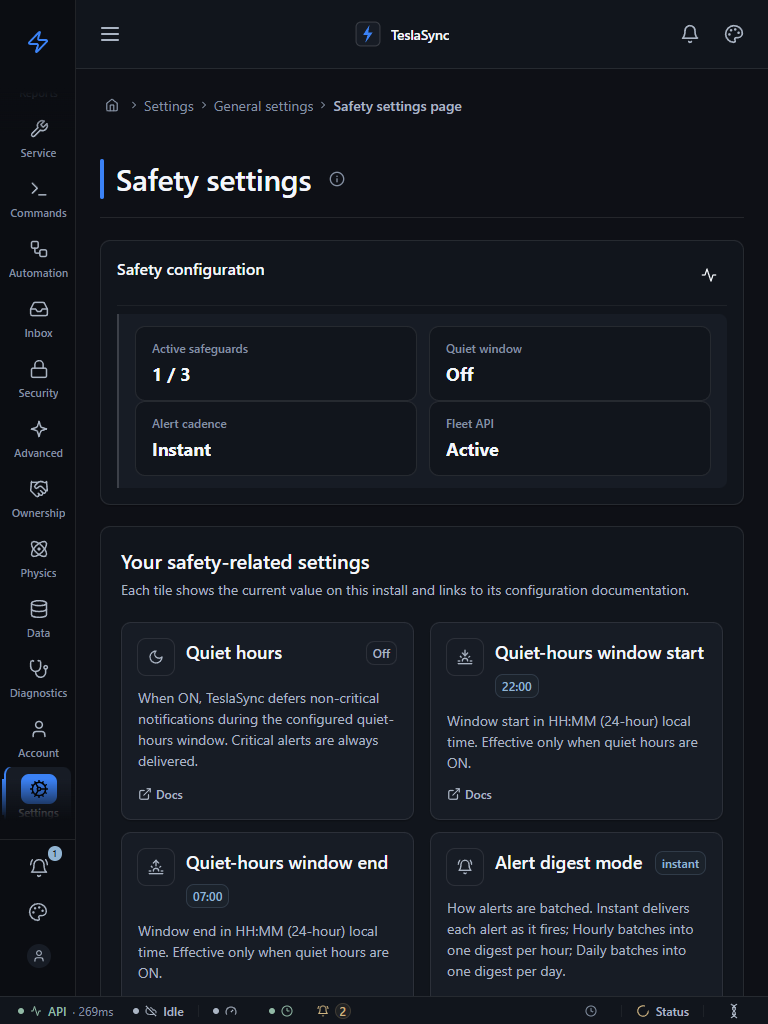 TeslaSync
Settings
General settings
Safety settings page
Safety settings
Reports
Service
Commands
Automation
Inbox
Security
Advanced
Ownership
Physics
Data
Diagnostics
Account
Settings
1
Safety configuration
Active safeguards
1 / 3
Quiet window
Off
Alert cadence
Instant
Fleet API
Active
Your safety-related settings
Each tile shows the current value on this install and links to its configuration documentation.
Quiet hours
Off
When ON, TeslaSync defers non-critical
notifications during the configured quiet-
hours window. Critical alerts are always
delivered.
Docs
Quiet-hours window start
22:00
Window start in HH:MM (24-hour) local
time. Effective only when quiet hours are
ON.
Docs
Quiet-hours window end
07:00
Window end in HH:MM (24-hour) local
time. Effective only when quiet hours are
ON.
Alert digest mode
instant
How alerts are batched. Instant delivers
each alert as it fires; Hourly batches into
one digest per hour; Daily batches into
one digest per day.
API · 269ms
Idle
2
Status